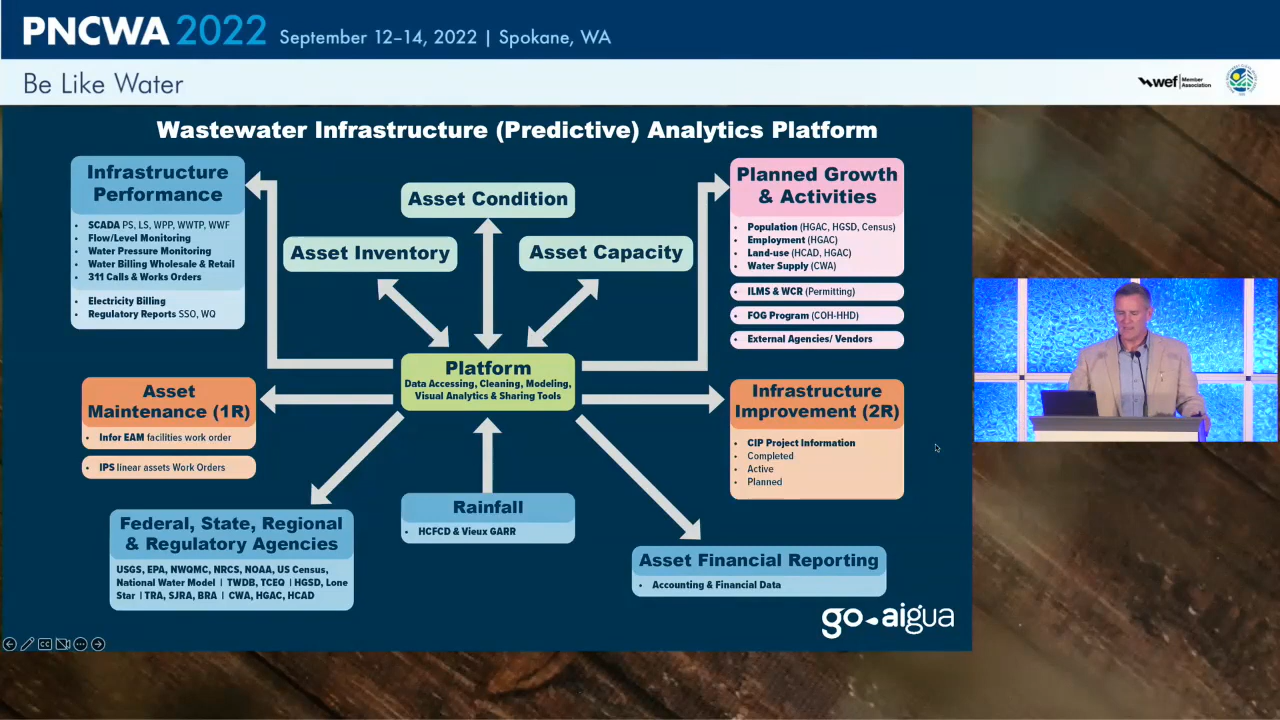 PNCWA 2022 September 12–14, 2022 | Spokane, WA
Be Like Water
wef Member
Association
Wastewater Infrastructure (Predictive) Analytics Platform
Infrastructure
Performance
• SCADA PS, LS, WPP, WWTP, WWF
• Flow/Level Monitoring
• Water Pressure Monitoring
• Water Billing Wholesale & Retail
• 311 Calls & Works Orders
• Electricity Billing
• Regulatory Reports SSO, WQ
Asset Condition
Asset Inventory
Asset Capacity
Planned Growth
& Activities
• Population (HGAC, HGSD, Census)
• Employment (HGAC)
• Land-use (HCAD, HGAC)
• Water Supply (CWA)
• ILMS & WCR (Permitting)
• FOG Program (COH-HHD)
• External Agencies/ Vendors
Platform
Data Accessing, Cleaning, Modeling,
Visual Analytics & Sharing Tools
Asset
Maintenance (1R)
• Infor EAM facilities work order
• IPS linear assets Work Orders
Infrastructure
Improvement (2R)
• CIP Project Information
• Completed
• Active
• Planned
Federal, State, Regional
& Regulatory Agencies
USGS, EPA, NWQMC, NRCS, NOAA, US Census,
National Water Model | TWDB, TCEQ | HGSD, Lone
Star | TRA, SJRA, BRA | CWA, HGAC, HCAD
Rainfall
• HCFCD & Vieux GARR
Asset Financial Reporting
• Accounting & Financial Data
go aigua
CC